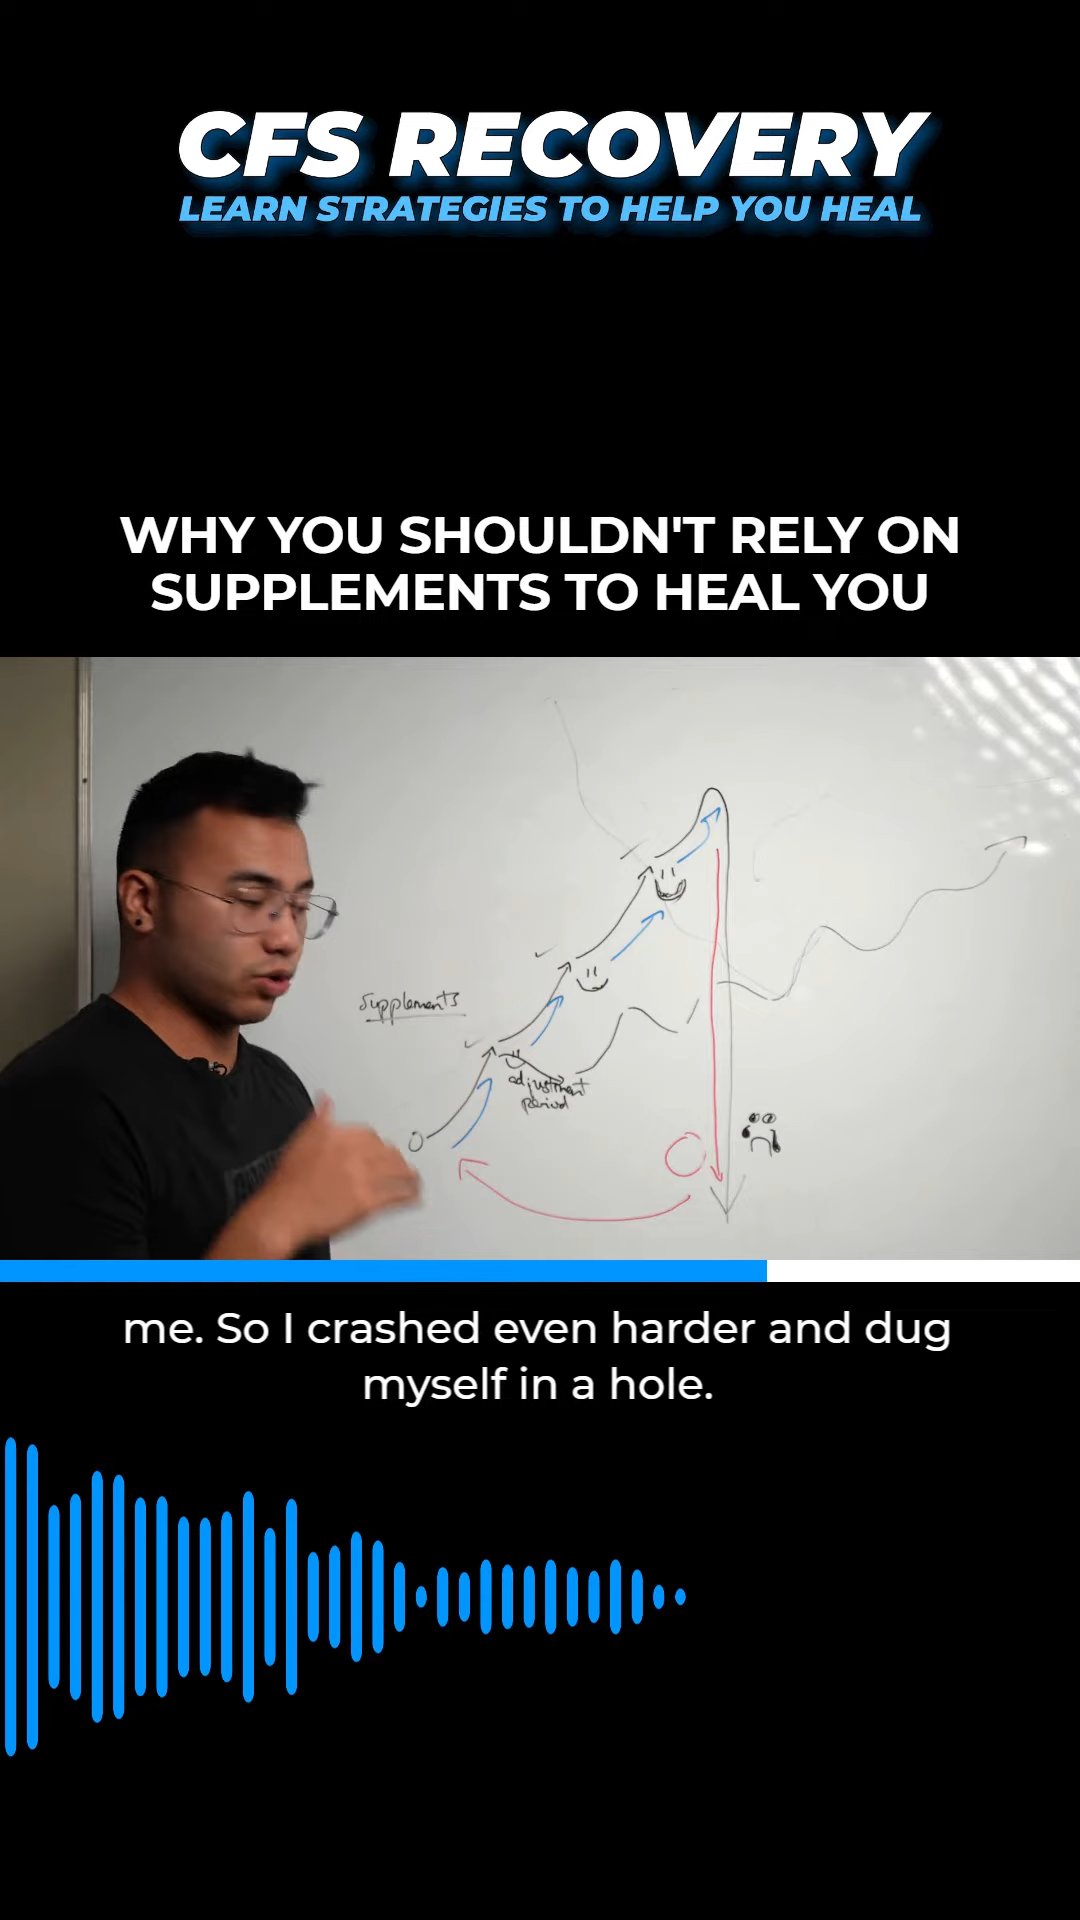 CFS RECOVERY
LEARN STRATEGIES TO HELP YOU HEAL
WHY YOU SHOULDN'T RELY ON
SUPPLEMENTS TO HEAL YOU
supplements
adjustment
period
me. So I crashed even harder and dug
myself in a hole.